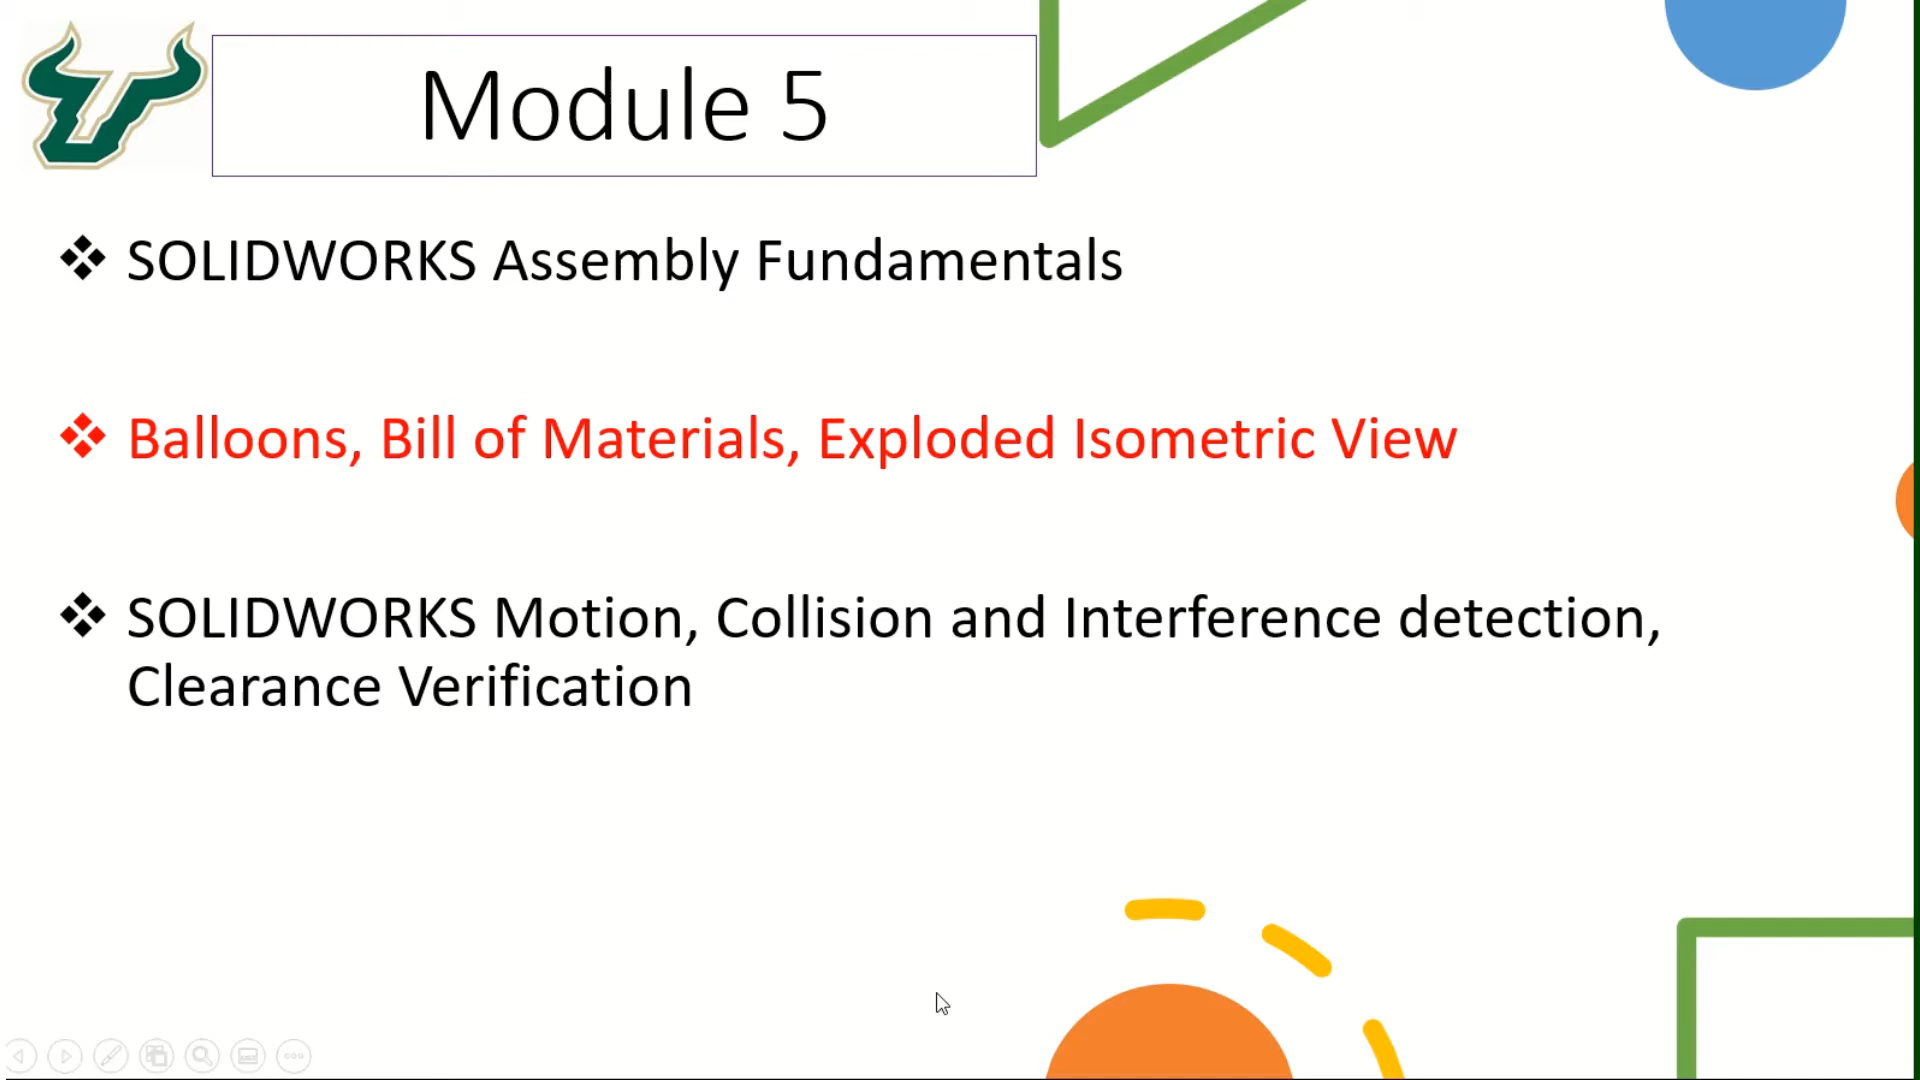 Module 5
❖ SOLIDWORKS Assembly Fundamentals
❖ Balloons, Bill of Materials, Exploded Isometric View
❖ SOLIDWORKS Motion, Collision and Interference detection,
Clearance Verification